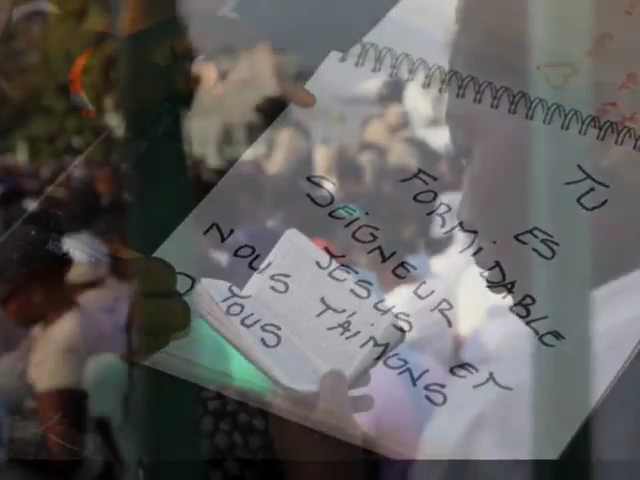 TU
ES
FORMIDABLE
SEIGNEUR
JESUS ET
NOUS T'AIMONS
TOUS